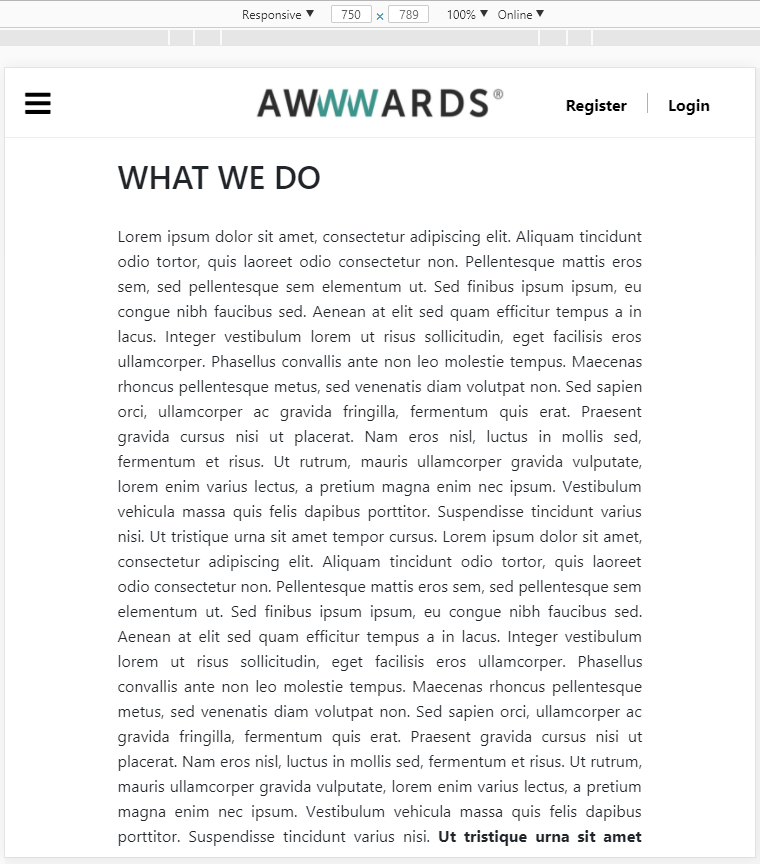 Responsive ▼ 750 × 789 100% ▼ Online ▼
AWWWARDS® Register Login
WHAT WE DO
Lorem ipsum dolor sit amet, consectetur adipiscing elit. Aliquam tincidunt
odio tortor, quis laoreet odio consectetur non. Pellentesque mattis eros
sem, sed pellentesque sem elementum ut. Sed finibus ipsum ipsum, eu
congue nibh faucibus sed. Aenean at elit sed quam efficitur tempus a in
lacus. Integer vestibulum lorem ut risus sollicitudin, eget facilisis eros
ullamcorper. Phasellus convallis ante non leo molestie tempus. Maecenas
rhoncus pellentesque metus, sed venenatis diam volutpat non. Sed sapien
orci, ullamcorper ac gravida fringilla, fermentum quis erat. Praesent
gravida cursus nisi ut placerat. Nam eros nisl, luctus in mollis sed,
fermentum et risus. Ut rutrum, mauris ullamcorper gravida vulputate,
lorem enim varius lectus, a pretium magna enim nec ipsum. Vestibulum
vehicula massa quis felis dapibus porttitor. Suspendisse tincidunt varius
nisi. Ut tristique urna sit amet tempor cursus. Lorem ipsum dolor sit amet,
consectetur adipiscing elit. Aliquam tincidunt odio tortor, quis laoreet
odio consectetur non. Pellentesque mattis eros sem, sed pellentesque sem
elementum ut. Sed finibus ipsum ipsum, eu congue nibh faucibus sed.
Aenean at elit sed quam efficitur tempus a in lacus. Integer vestibulum
lorem ut risus sollicitudin, eget facilisis eros ullamcorper. Phasellus
convallis ante non leo molestie tempus. Maecenas rhoncus pellentesque
metus, sed venenatis diam volutpat non. Sed sapien orci, ullamcorper ac
gravida fringilla, fermentum quis erat. Praesent gravida cursus nisi ut
placerat. Nam eros nisl, luctus in mollis sed, fermentum et risus. Ut rutrum,
mauris ullamcorper gravida vulputate, lorem enim varius lectus, a pretium
magna enim nec ipsum. Vestibulum vehicula massa quis felis dapibus
porttitor. Suspendisse tincidunt varius nisi. Ut tristique urna sit amet